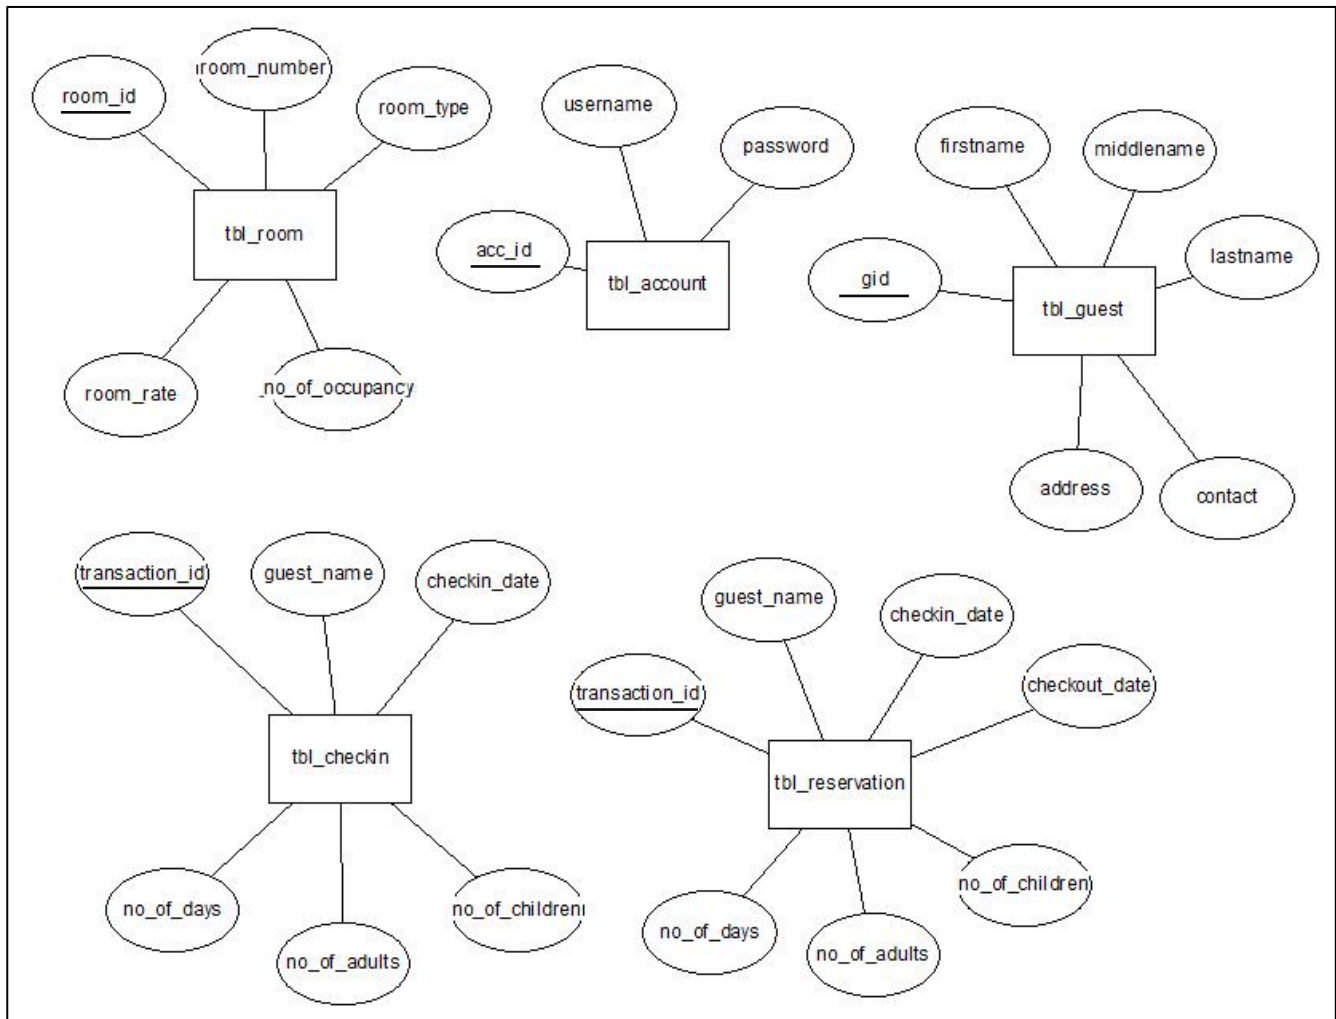 room_id
room_number
room_type
tbl_room
room_rate
no_of_occupancy
username
password
acc_id
tbl_account
firstname
middlename
lastname
gid
tbl_guest
address
contact
transaction_id
guest_name
checkin_date
tbl_checkin
no_of_days
no_of_adults
no_of_children
guest_name
checkin_date
checkout_date
transaction_id
tbl_reservation
no_of_days
no_of_adults
no_of_children